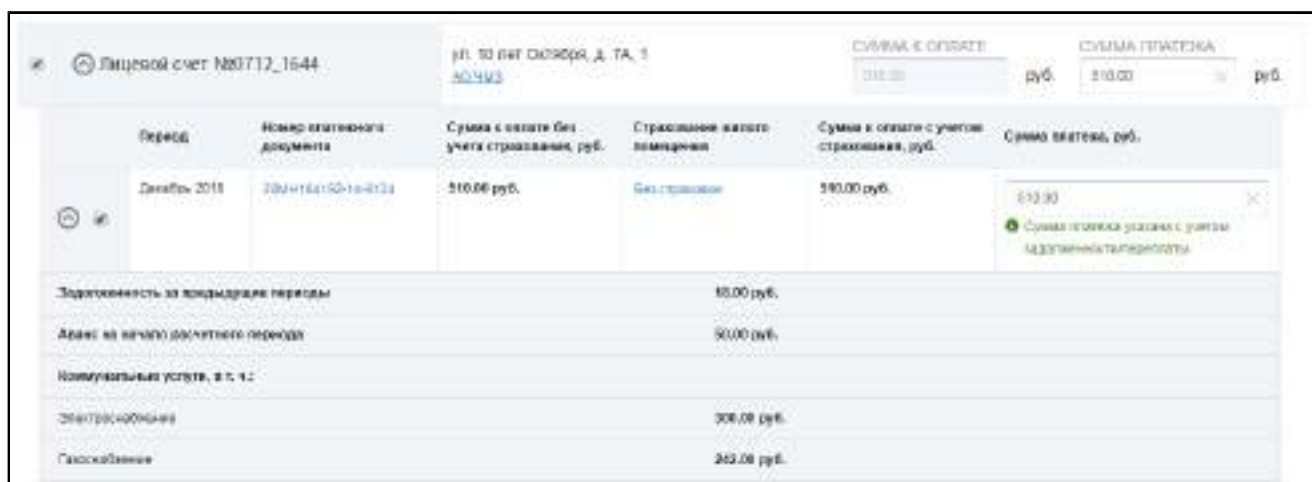 Лицевой счет №0712_1644
ул. 10 лет Октября, д. 7А, 1
СУММА К ОПЛАТЕ
510.00
руб.
СУММА ПЛАТЕЖА
510.00
руб.
Период
Номер платежного документа
Сумма к оплате без учета страхования, руб.
Страхование жилого помещения
Сумма к оплате с учетом страхования, руб.
Сумма платежа, руб.
Декабрь
510.00 руб.
Без страховки
510.00 руб.
510.00
Сумма платежа указана с учетом
задолженности/переплаты
Задолженность за предыдущие периоды
18.00 руб.
Аванс на начало расчетного периода
50.00 руб.
Коммунальные услуги, в т. ч.:
Электроснабжение
300.00 руб.
Газоснабжение
242.00 руб.